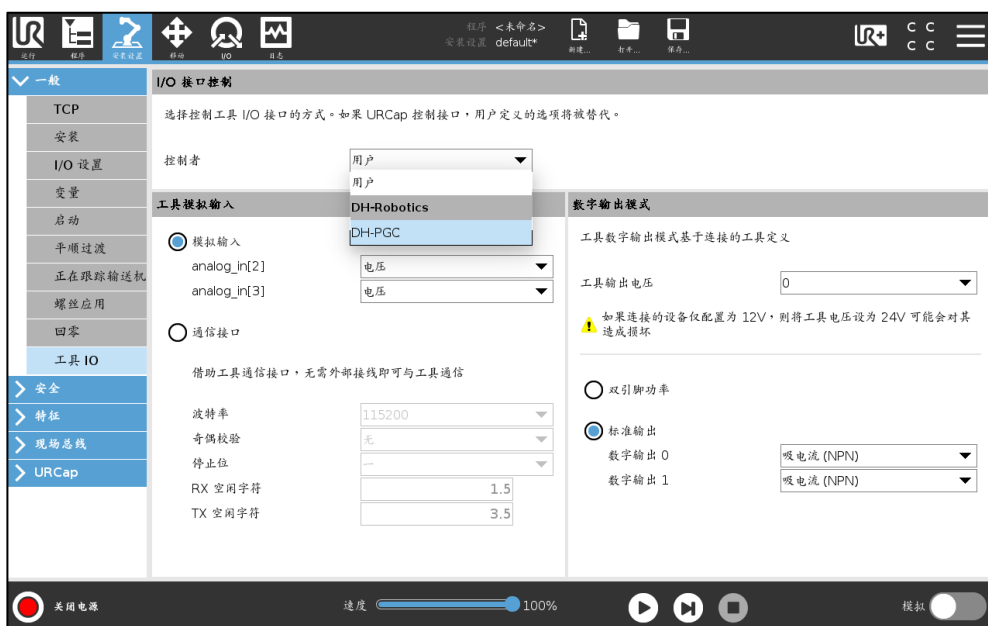 UR
UR+
C C
C C
程序 <未命名>
安装设置 default*
运行
程序
安装设置
移动
I/O
日志
新建...
打开...
保存...
一般
TCP
安装
I/O 设置
变量
启动
平顺过渡
正在跟踪输送机
螺丝应用
回零
工具 IO
安全
特征
现场总线
URCap
I/O 接口控制
选择控制工具 I/O 接口的方式。如果 URCap 控制接口，用户定义的选项将被替代。
控制者
用户
用户
DH-Robotics
DH-PGC
工具模拟输入
模拟输入
analog_in[2]
电压
analog_in[3]
电压
通信接口
借助工具通信接口，无需外部接线即可与工具通信
波特率
115200
奇偶校验
无
停止位
一
RX 空闲字符
1.5
TX 空闲字符
3.5
数字输出模式
工具数字输出模式基于连接的工具定义
工具输出电压
0
如果连接的设备仅配置为 12V，则将工具电压设为 24V 可能会对其
造成损坏
双引脚功率
标准输出
数字输出 0
吸电流 (NPN)
数字输出 1
吸电流 (NPN)
关闭电源
速度
100%
模拟